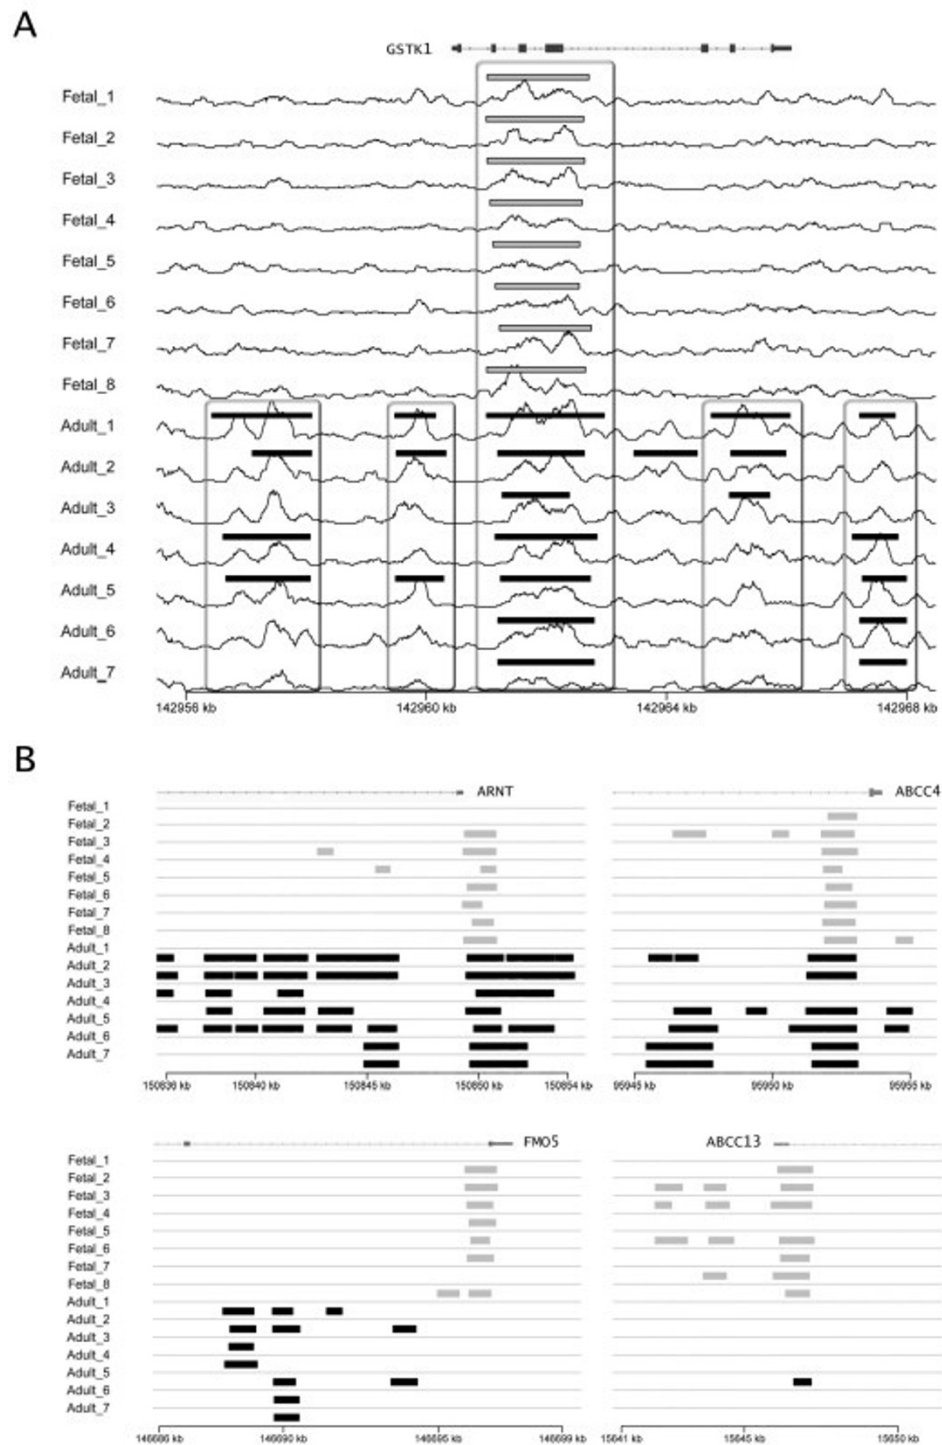 A
GSTK1
Fetal_1
Fetal_2
Fetal_3
Fetal_4
Fetal_5
Fetal_6
Fetal_7
Fetal_8
Adult_1
Adult_2
Adult_3
Adult_4
Adult_5
Adult_6
Adult_7
142956 kb 142960 kb 142964 kb 142968 kb
B
ARNT ABCC4
Fetal_1
Fetal_2
Fetal_3
Fetal_4
Fetal_5
Fetal_6
Fetal_7
Fetal_8
Adult_1
Adult_2
Adult_3
Adult_4
Adult_5
Adult_6
Adult_7
150836 kb 150840 kb 150845 kb 150850 kb 150854 kb 95945 kb 95950 kb 95955 kb
FMO5 ABCC13
Fetal_1
Fetal_2
Fetal_3
Fetal_4
Fetal_5
Fetal_6
Fetal_7
Fetal_8
Adult_1
Adult_2
Adult_3
Adult_4
Adult_5
Adult_6
Adult_7
146686 kb 146690 kb 146695 kb 146699 kb 15641 kb 15645 kb 15650 kb